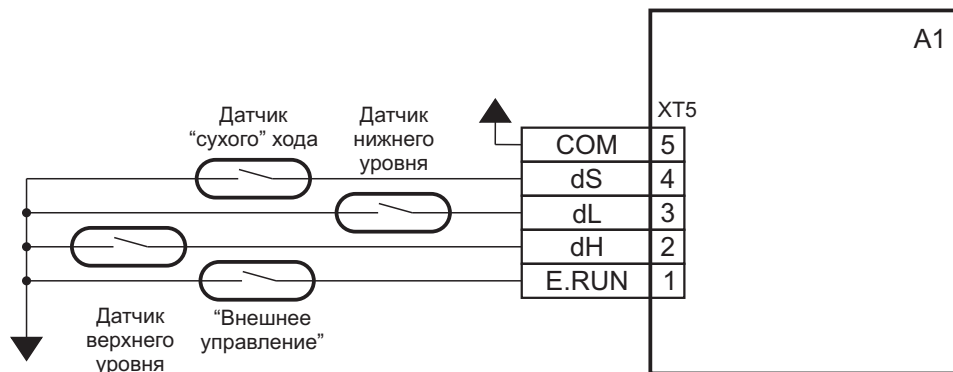 A1
XT5
Датчик
“сухого” хода
Датчик
нижнего
уровня
COM 5
dS 4
dL 3
dH 2
E.RUN 1
Датчик
верхнего
уровня
“Внешнее
управление”